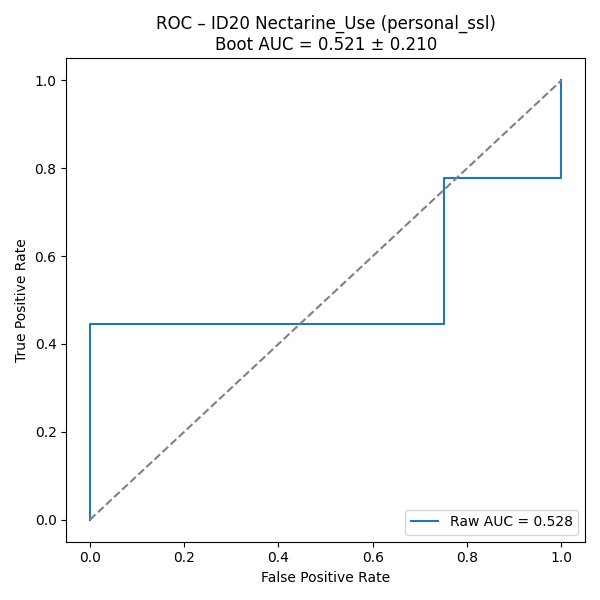 ROC – ID20 Nectarine_Use (personal_ssl)
Boot AUC = 0.521 ± 0.210
1.0
0.8
0.6
0.4
0.2
0.0
True Positive Rate
Raw AUC = 0.528
0.0 0.2 0.4 0.6 0.8 1.0
False Positive Rate